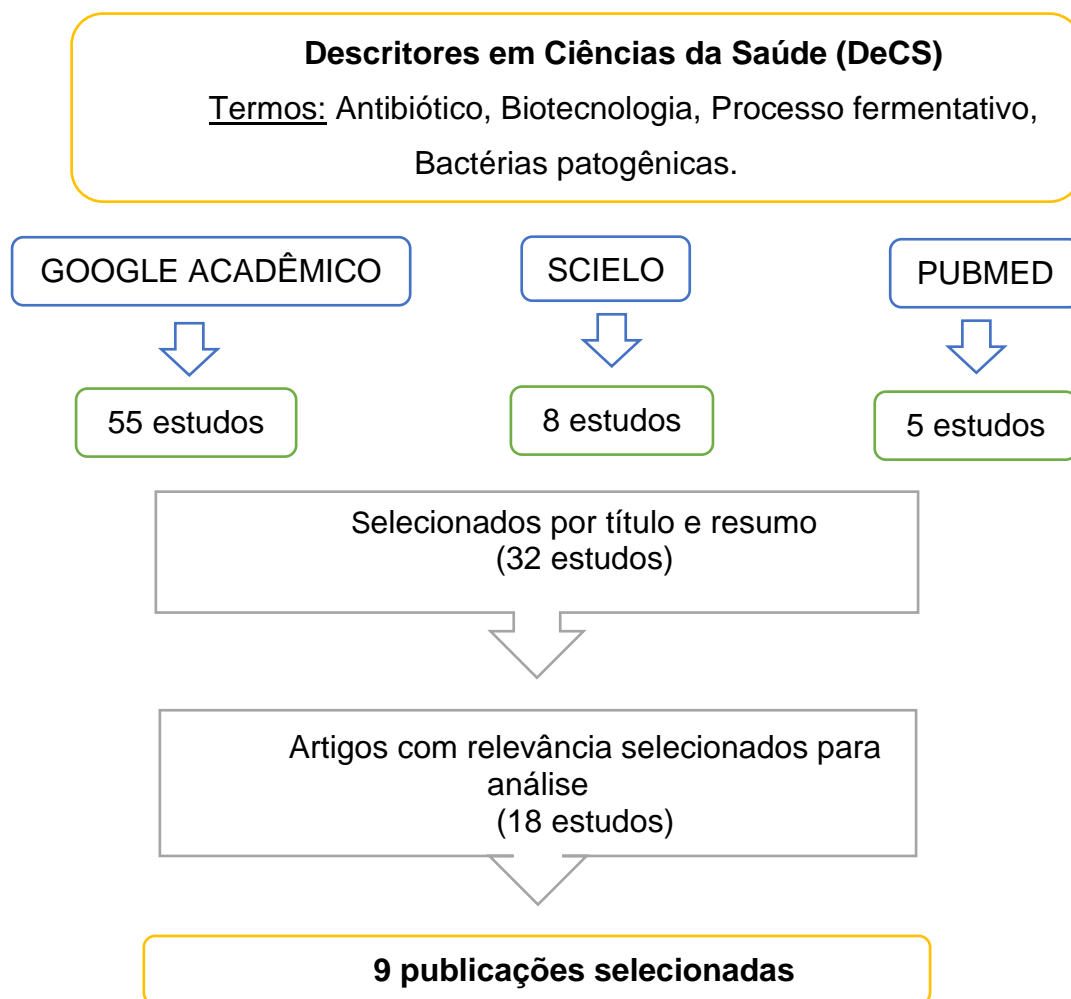 Descritores em Ciências da Saúde (DeCS)
Termos: Antibiótico, Biotecnologia, Processo fermentativo,
Bactérias patogênicas.
GOOGLE ACADÊMICO
SCIELO
PUBMED
55 estudos
8 estudos
5 estudos
Selecionados por título e resumo
(32 estudos)
Artigos com relevância selecionados para
análise
(18 estudos)
9 publicações selecionadas